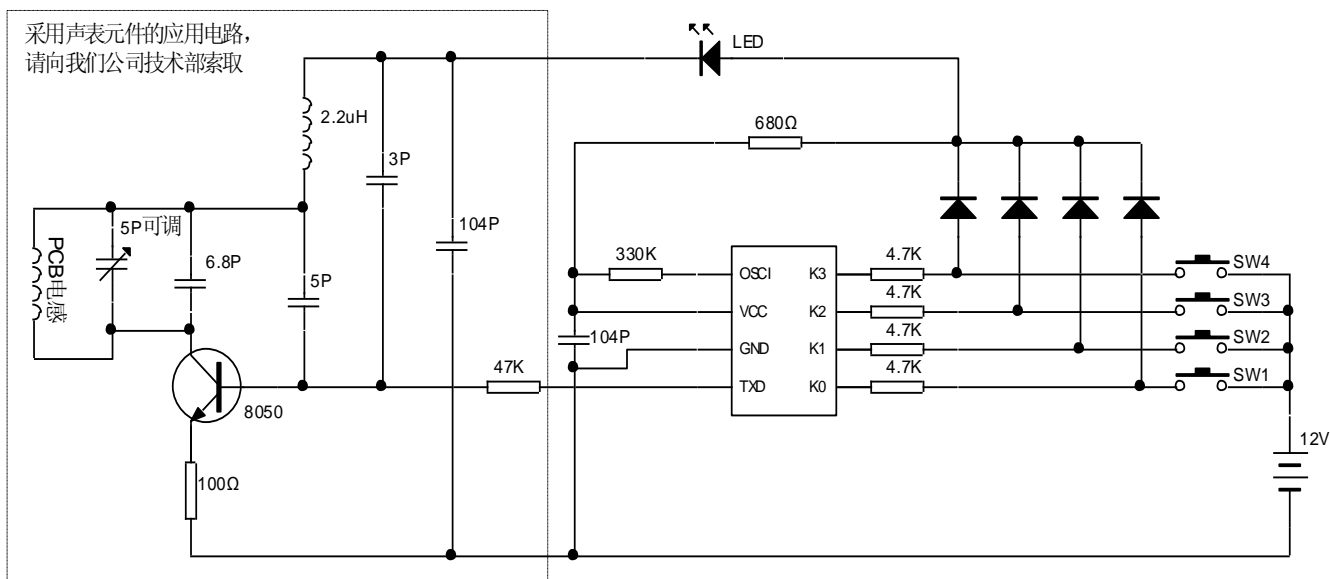 采用声表元件的应用电路,
请向我们公司技术部索取
LED
2.2uH
680Ω
3P
5P可调
104P
PCB电感
6.8P
5P
330K
OSCI
K3
4.7K
SW4
VCC
K2
4.7K
SW3
104P
GND
K1
4.7K
SW2
47K
TXD
K0
4.7K
SW1
8050
12V
100Ω